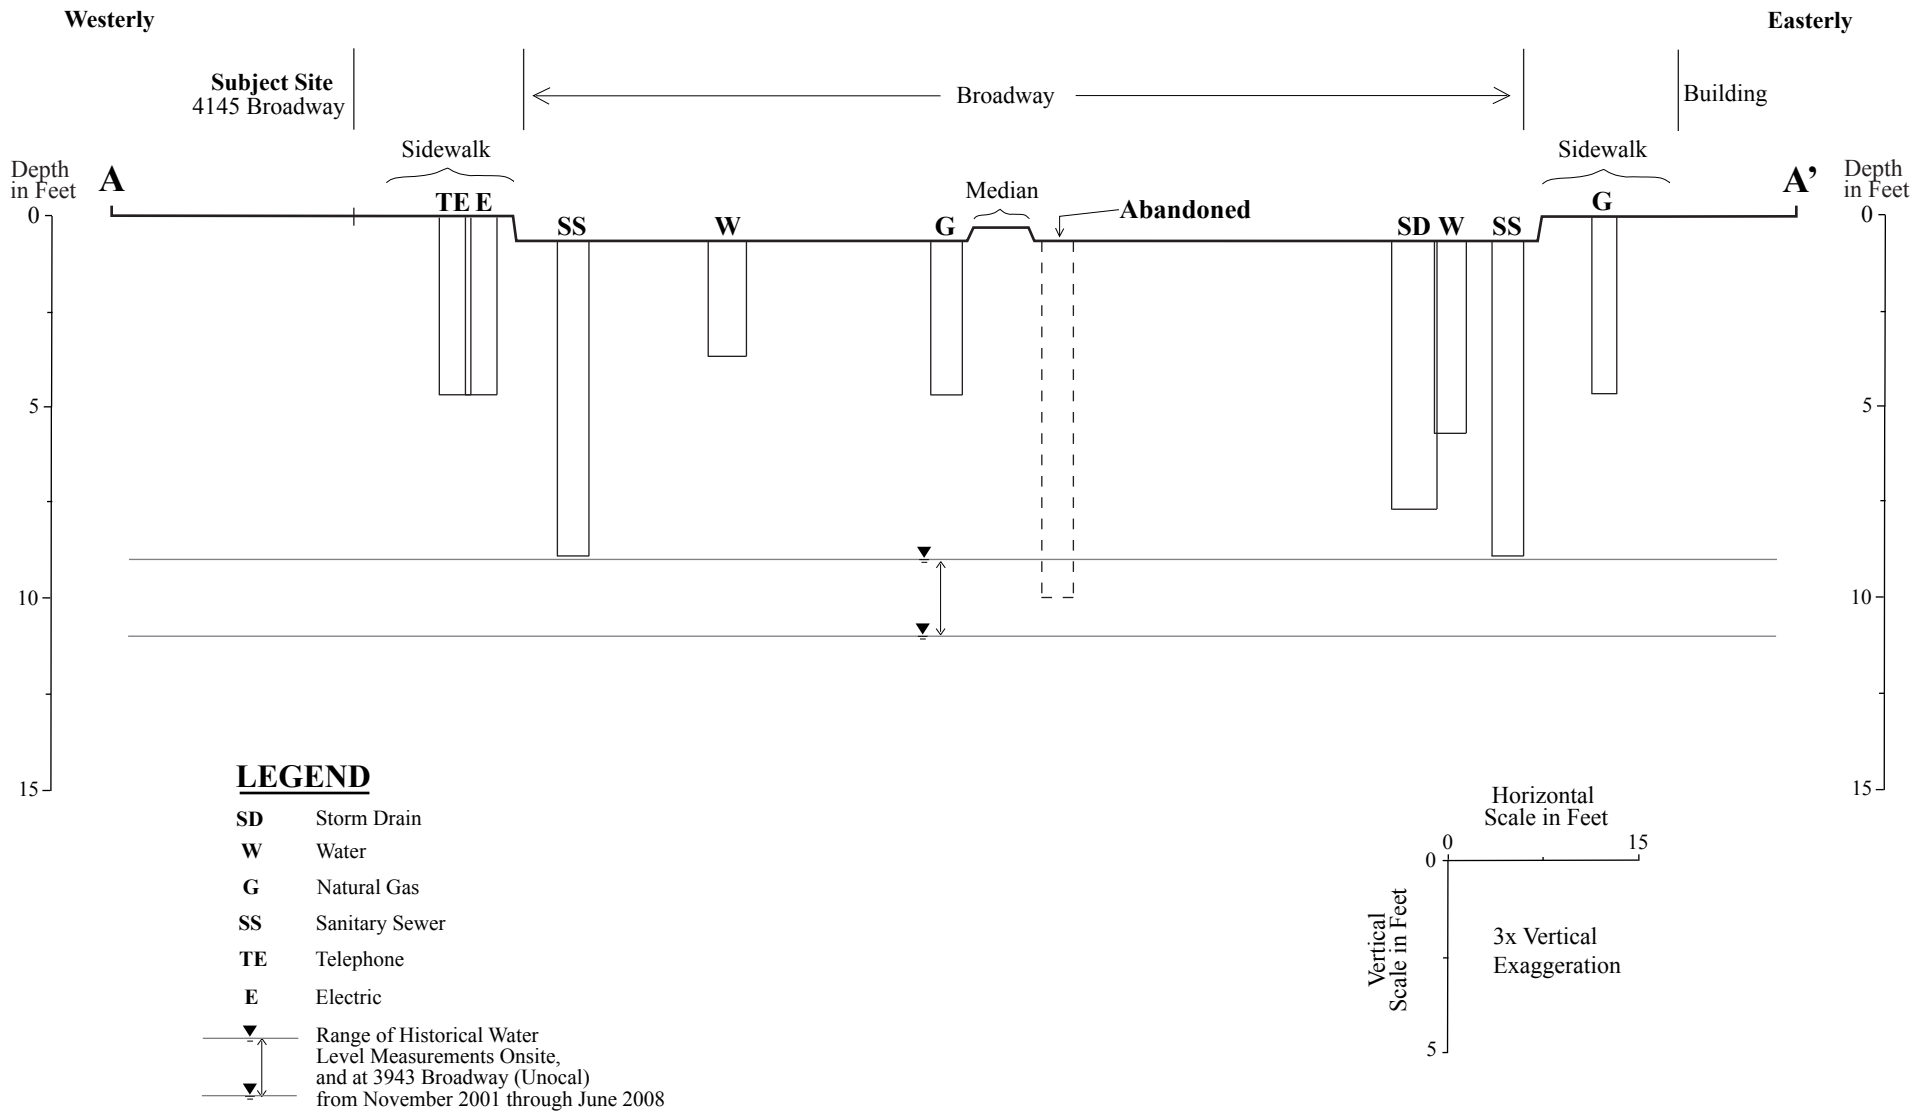 Westerly
Easterly
Subject Site
4145 Broadway
Broadway
Building
Sidewalk
Sidewalk
Depth
in Feet
A
Median
Abandoned
A’
Depth
in Feet
TE E
G
SS
W
G
SD W SS
0
5
10
15
0
5
10
15
LEGEND
SD Storm Drain
W Water
G Natural Gas
SS Sanitary Sewer
TE Telephone
E Electric
Range of Historical Water
Level Measurements Onsite,
and at 3943 Broadway (Unocal)
from November 2001 through June 2008
Horizontal
Scale in Feet
0 15
0
Vertical
Scale in Feet
3x Vertical
Exaggeration
5